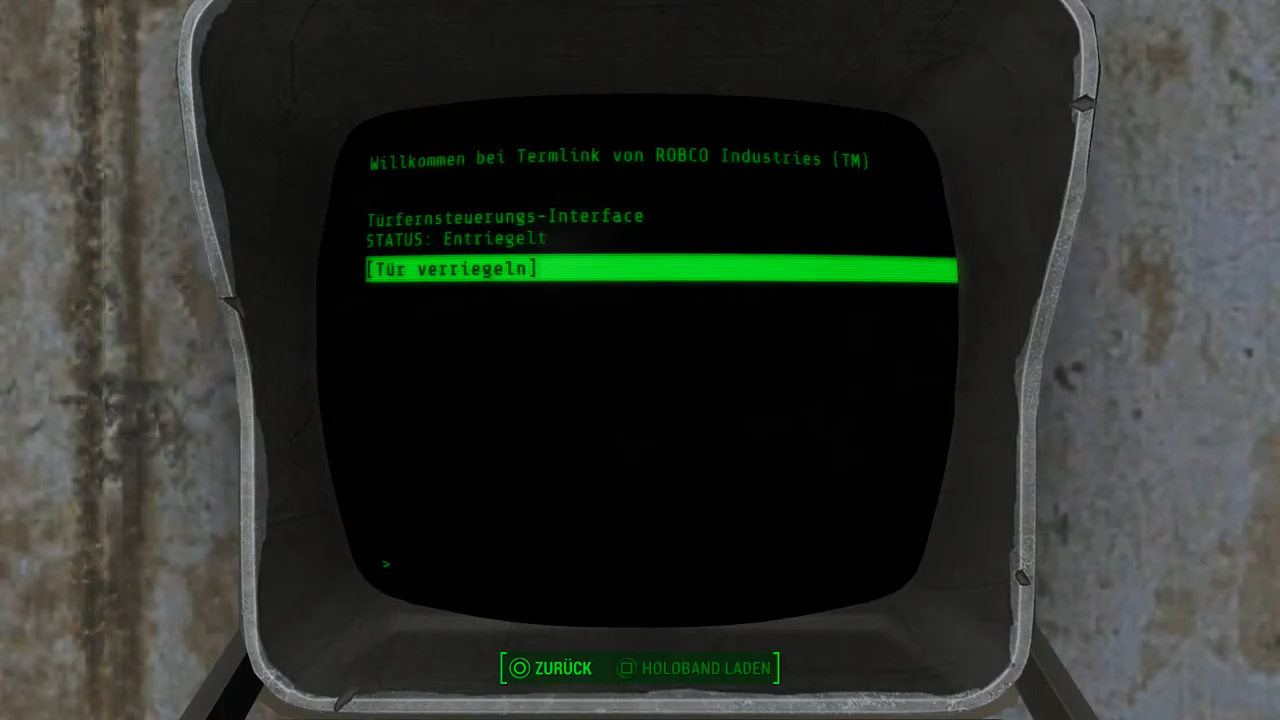 Willkommen bei Termlink von ROBCO Industries (TM)
Türfernsteuerungs-Interface
STATUS: Entriegelt
[Tür verriegeln]
>
ZURÜCK HOLOBAND LADEN